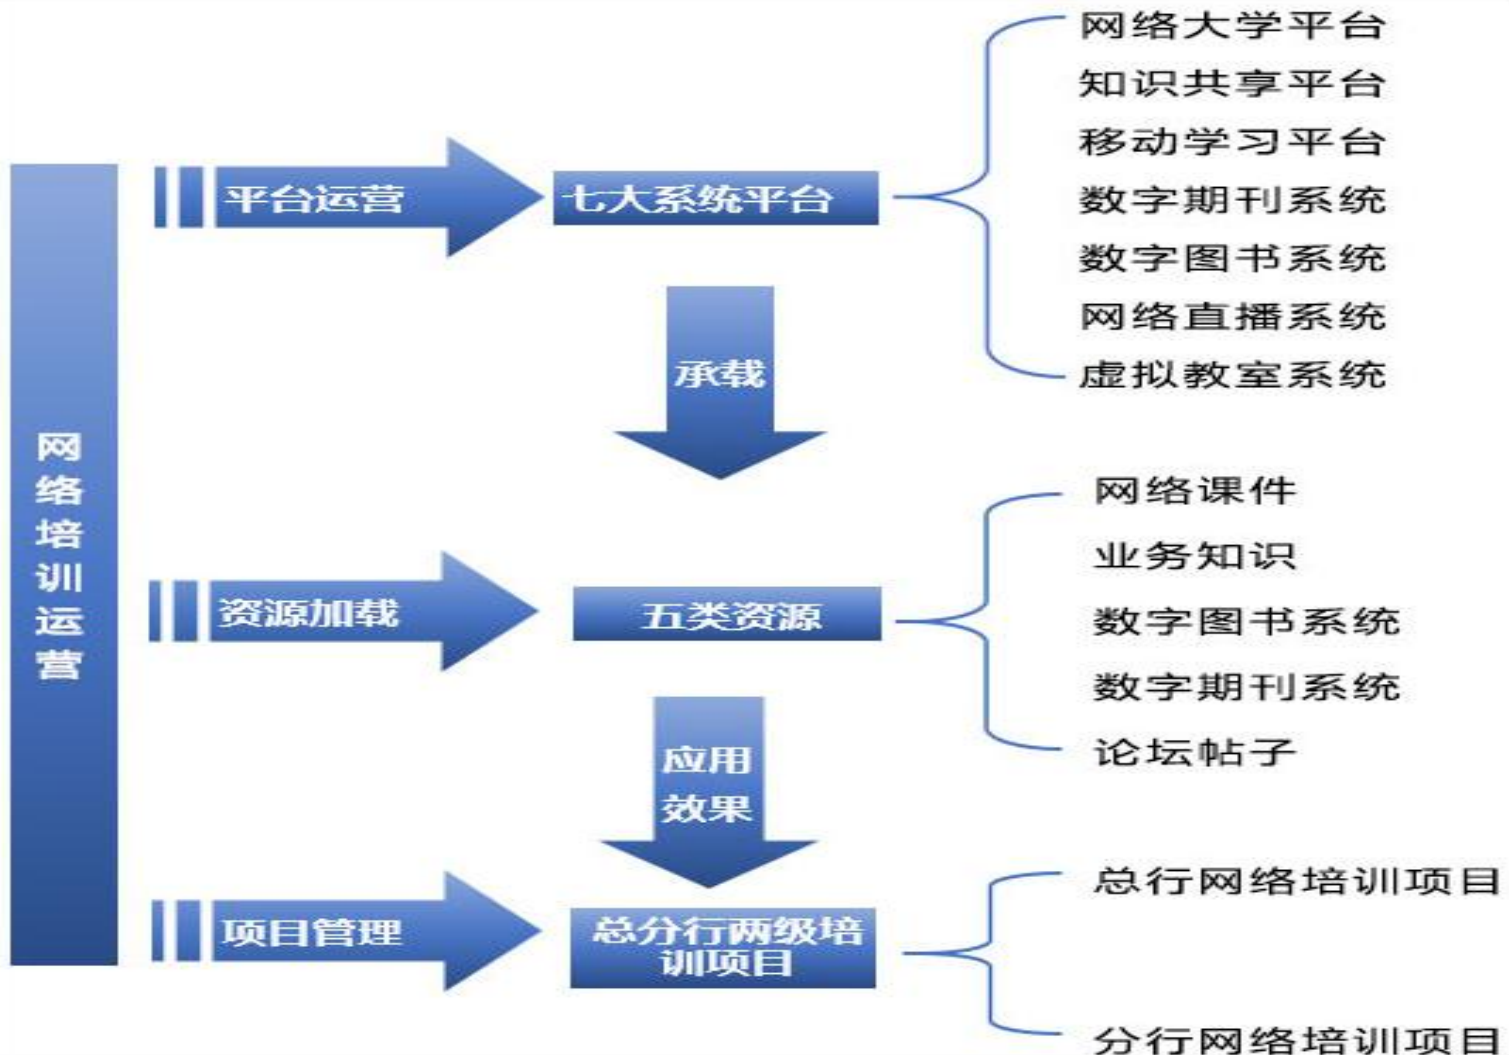 网络培训运营
平台运营
七大系统平台
网络大学平台
知识共享平台
移动学习平台
数字期刊系统
数字图书系统
网络直播系统
虚拟教室系统
承载
资源加载
五类资源
网络课件
业务知识
数字图书系统
数字期刊系统
论坛帖子
应用
效果
项目管理
总分行两级培
训项目
总行网络培训项目
分行网络培训项目